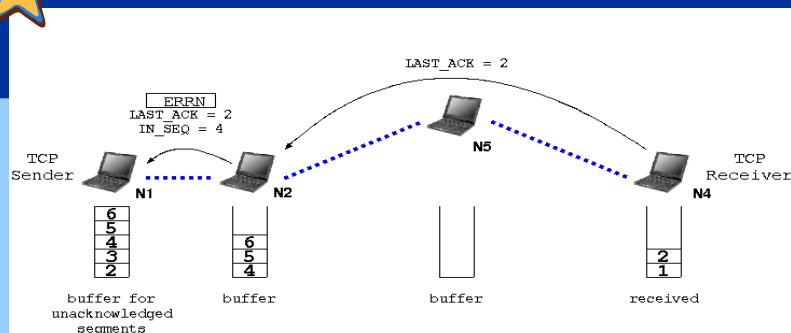 LAST_ACK = 2
ERRN
LAST_ACK = 2
IN_SEQ = 4
TCP
Sender
N1
N2
N5
N4
TCP
Receiver
6
5
4
3
2
6
5
4
2
1
buffer for
unacknowledged
segments
buffer
buffer
received